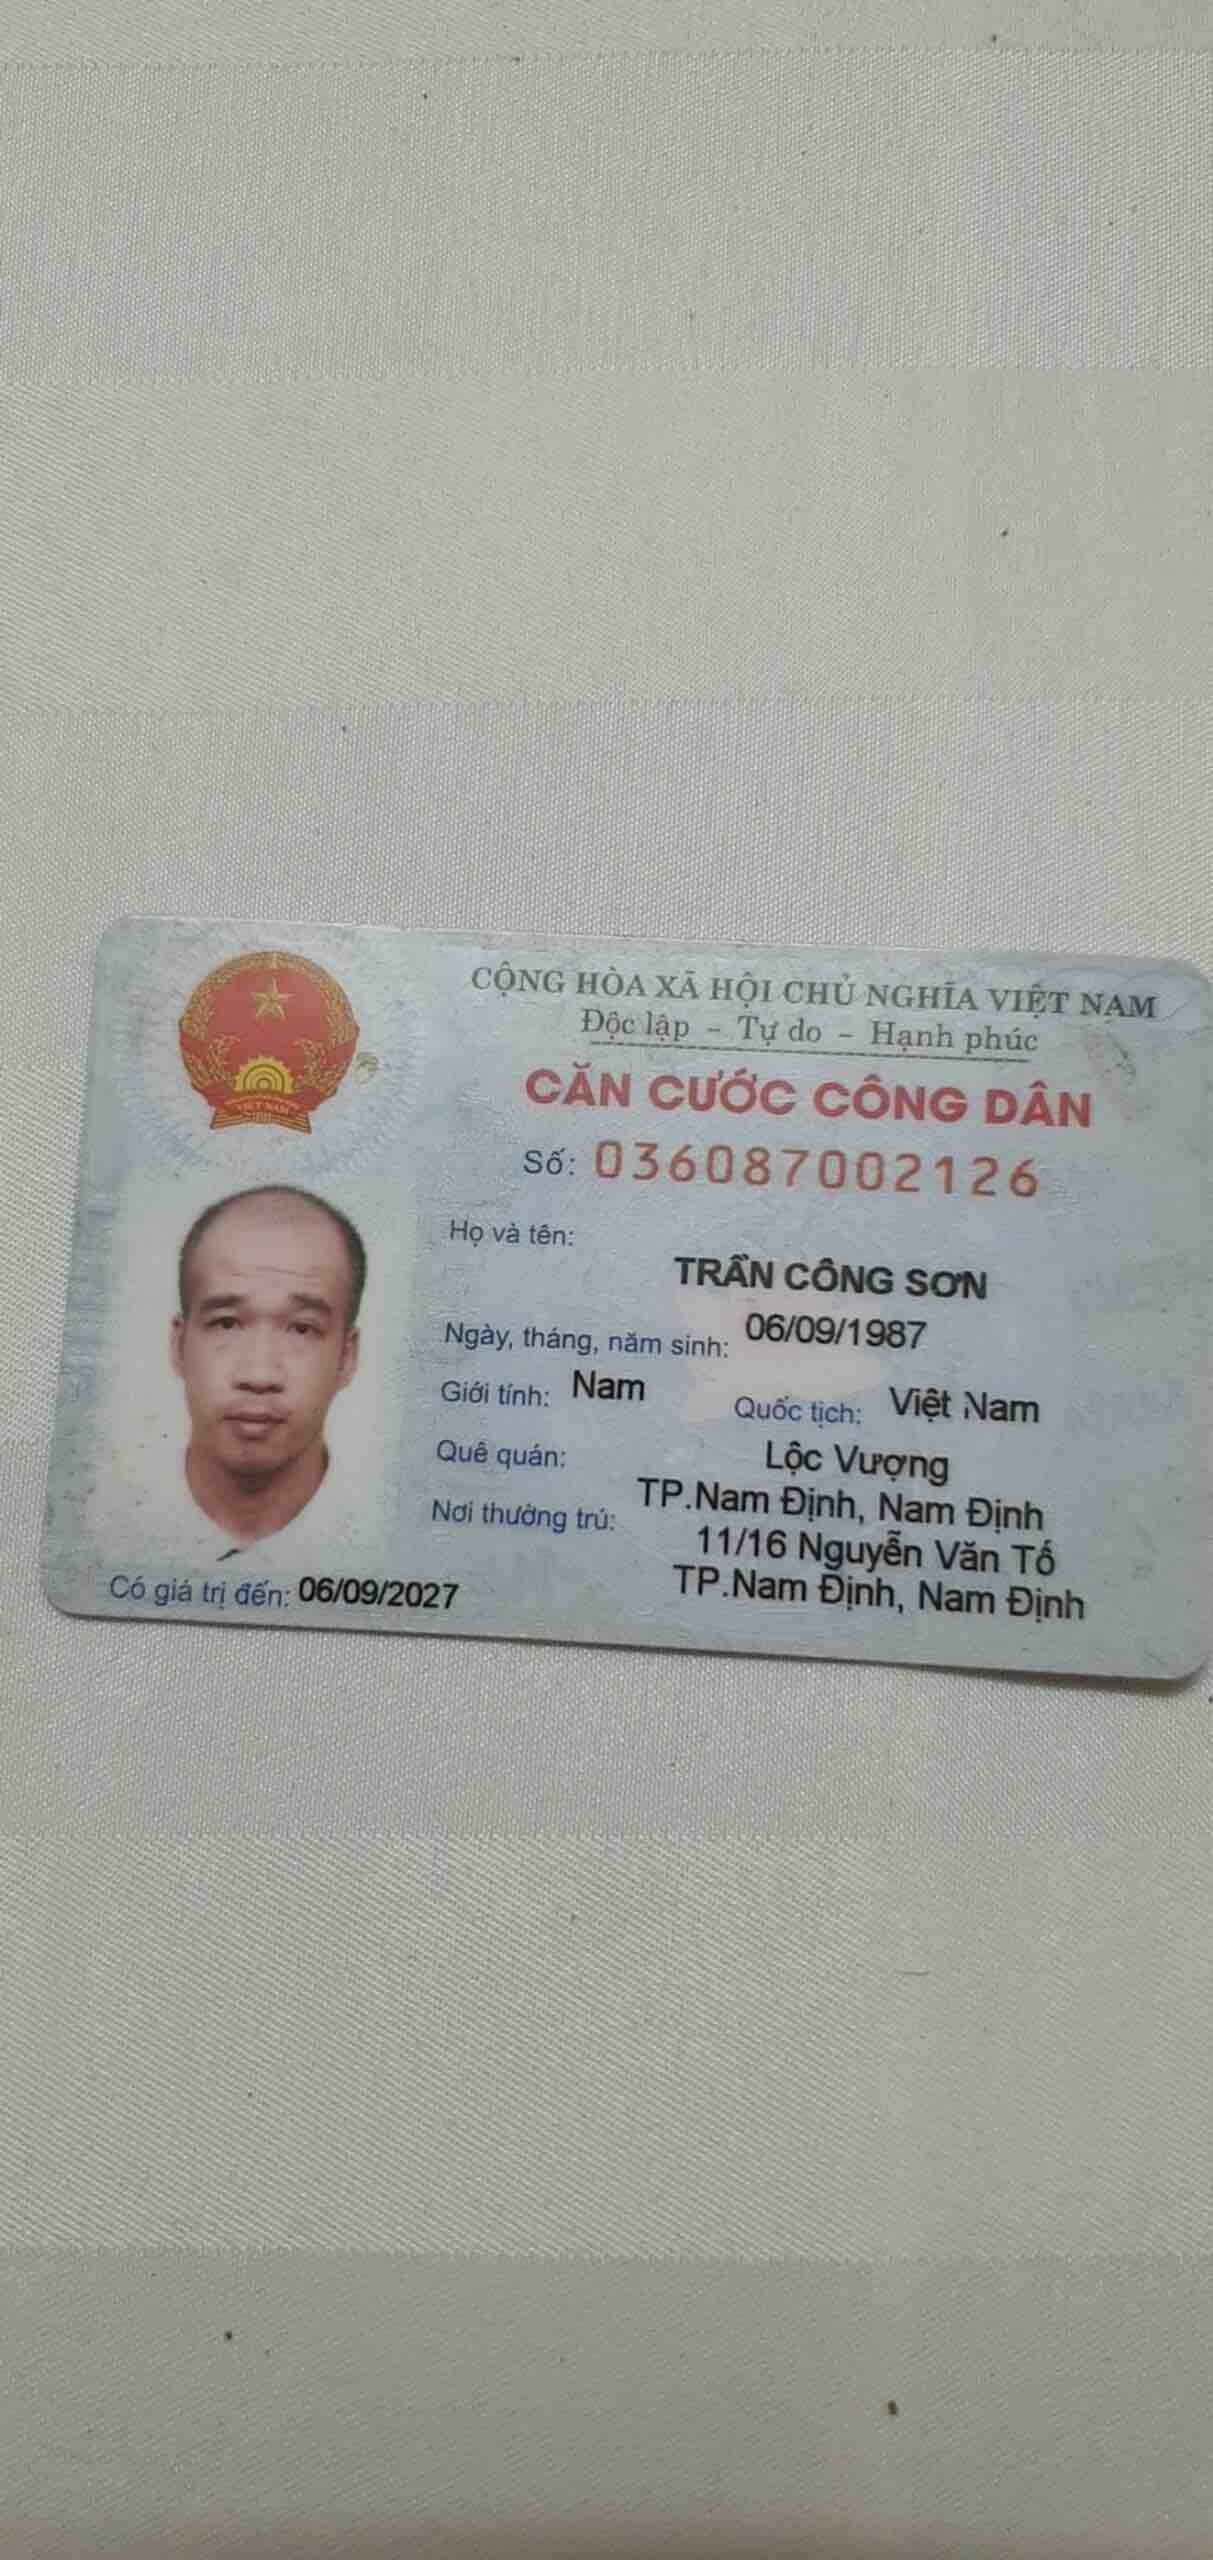 CỘNG HÒA XÃ HỘI CHỦ NGHĨA VIỆT NAM
Độc lập - Tự do - Hạnh phúc
CĂN CƯỚC CÔNG DÂN
Số: 036087002126
Họ và tên:
TRẦN CÔNG SƠN
Ngày, tháng, năm sinh: 06/09/1987
Giới tính: Nam Quốc tịch: Việt Nam
Quê quán: Lộc Vượng
TP.Nam Định, Nam Định
Nơi thường trú: 11/16 Nguyễn Văn Tố
TP.Nam Định, Nam Định
Có giá trị đến: 06/09/2027
VIỆT NAM